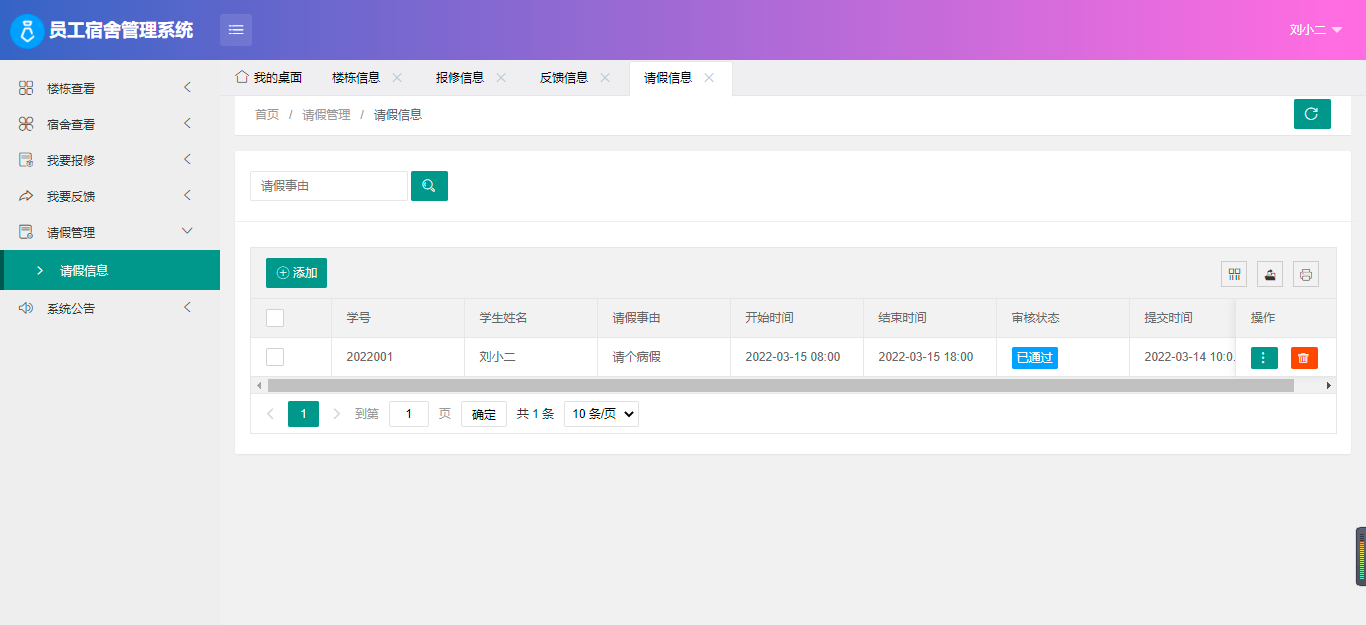 员工宿舍管理系统
刘小二
楼栋查看
宿舍查看
我要报修
我要反馈
请假管理
请假信息
系统公告
我的桌面 楼栋信息 报修信息 反馈信息 请假信息
首页 / 请假管理 / 请假信息
请假事由
添加
学号 学生姓名 请假事由 开始时间 结束时间 审核状态 提交时间 操作
2022001 刘小二 请个病假 2022-03-15 08:00 2022-03-15 18:00 已通过 2022-03-14 10:0..
1 到第 1 页 确定 共 1 条 10 条/页